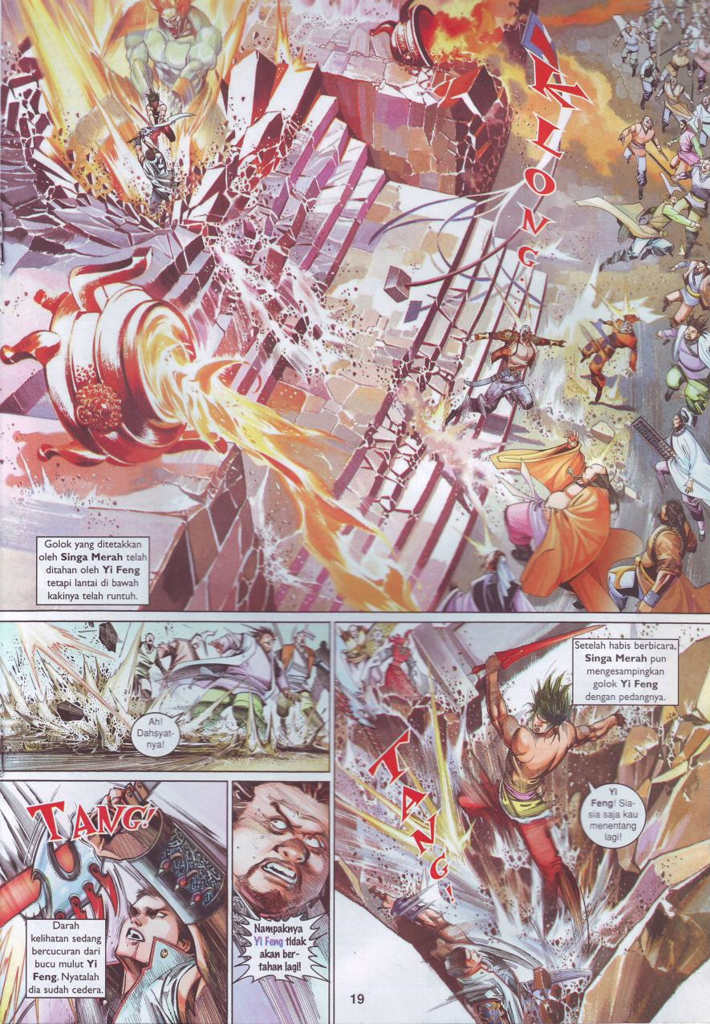 KLONG
Golok yang ditetakkan
oleh Singa Merah telah
ditahan oleh Yi Feng
tetapi lantai di bawah
kakinya telah runtuh.
Ah!
Dahsyat-
nya!
Setelah habis berbicara,
Singa Merah pun
mengesampingkan
golok Yi Feng
dengan pedangnya.
TANG!
Yi
Feng! Sia-
sia saja kau
menentang
lagi!
TANG!
Darah
kelihatan sedang
bercucuran dari
bucu mulut Yi
Feng. Nyatalah
dia sudah cedera.
Nampaknya
Yi Feng tidak
akan ber-
tahan lagi!
19